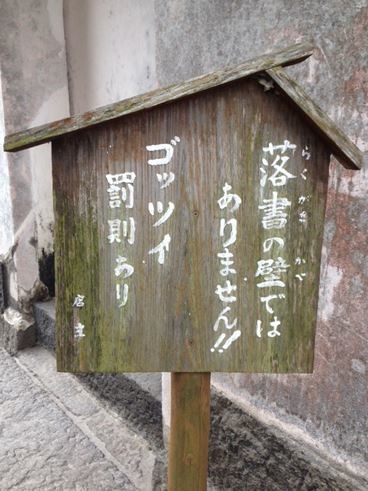 落書の壁では
らくがき かべ
ありません!!
ゴッツイ
罰則あり
店主